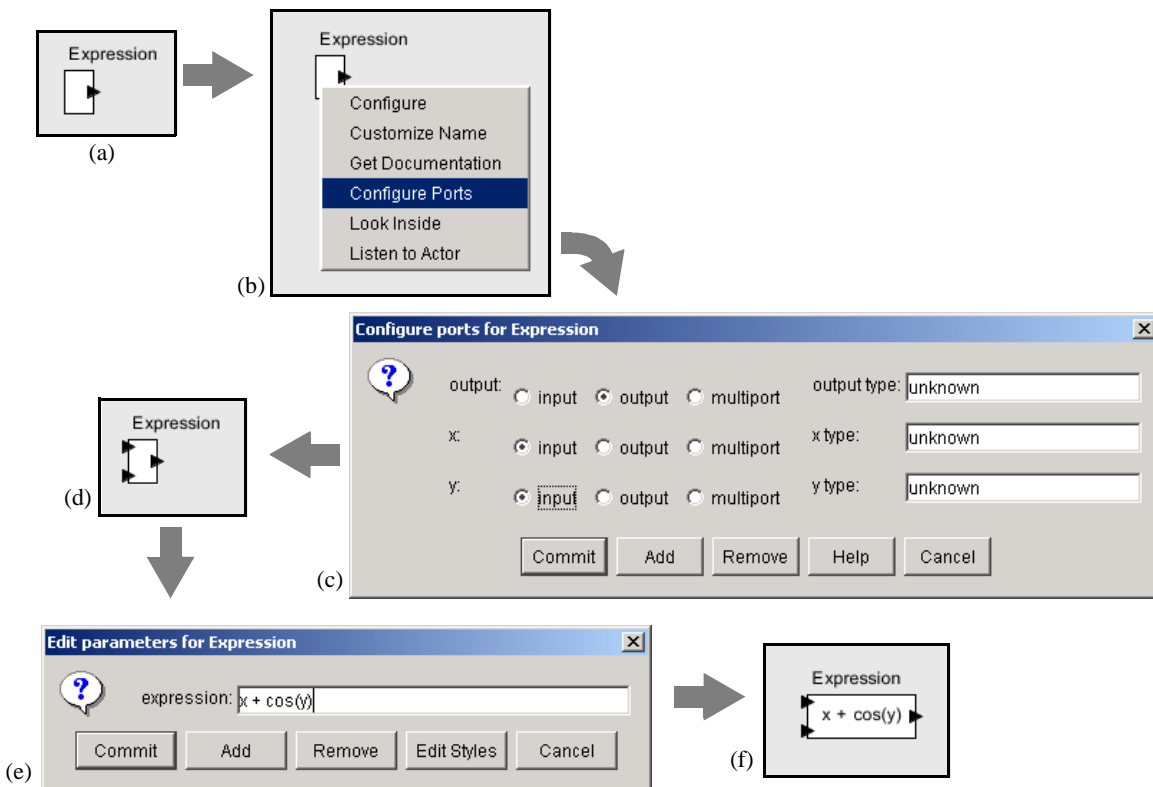 Expression
(a)
Expression
Configure
Customize Name
Get Documentation
Configure Ports
Look Inside
Listen to Actor
(b)
Configure ports for Expression
output: input output multiport output type: unknown
x: input output multiport x type: unknown
y: input output multiport y type: unknown
Commit Add Remove Help Cancel
(c)
Expression
(d)
Edit parameters for Expression
expression: x + cos(y)
Commit Add Remove Edit Styles Cancel
(e)
Expression
x + cos(y)
(f)